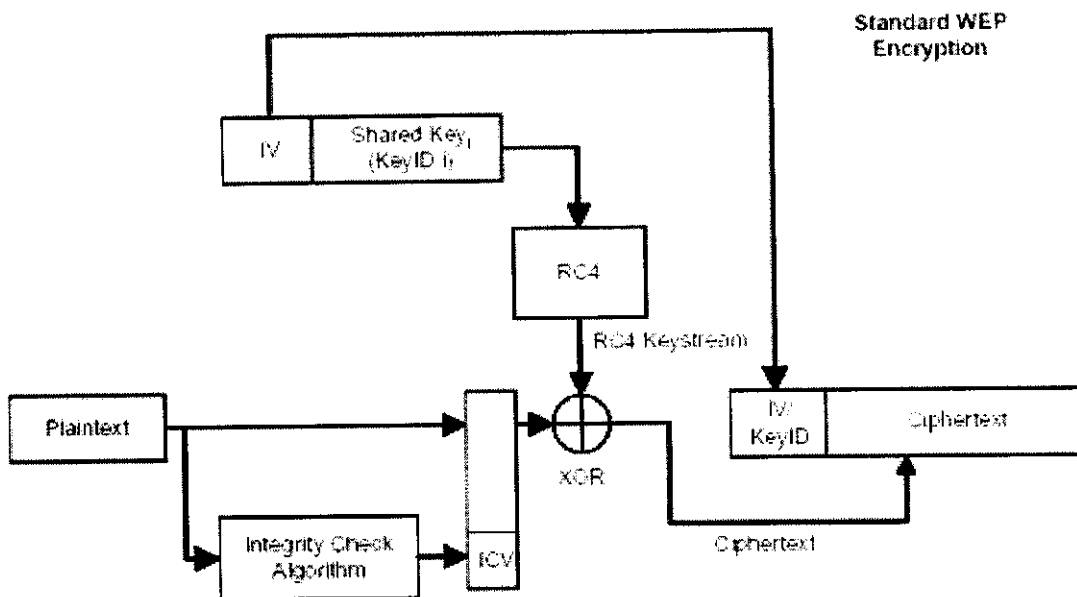 Standard WEP
Encryption
IV
Shared Keyi
(KeyID i)
RC4
RC4 Keystream
Plaintext
XOR
IV/
KeyID
Ciphertext
Integrity Check
Algorithm
ICV
Ciphertext